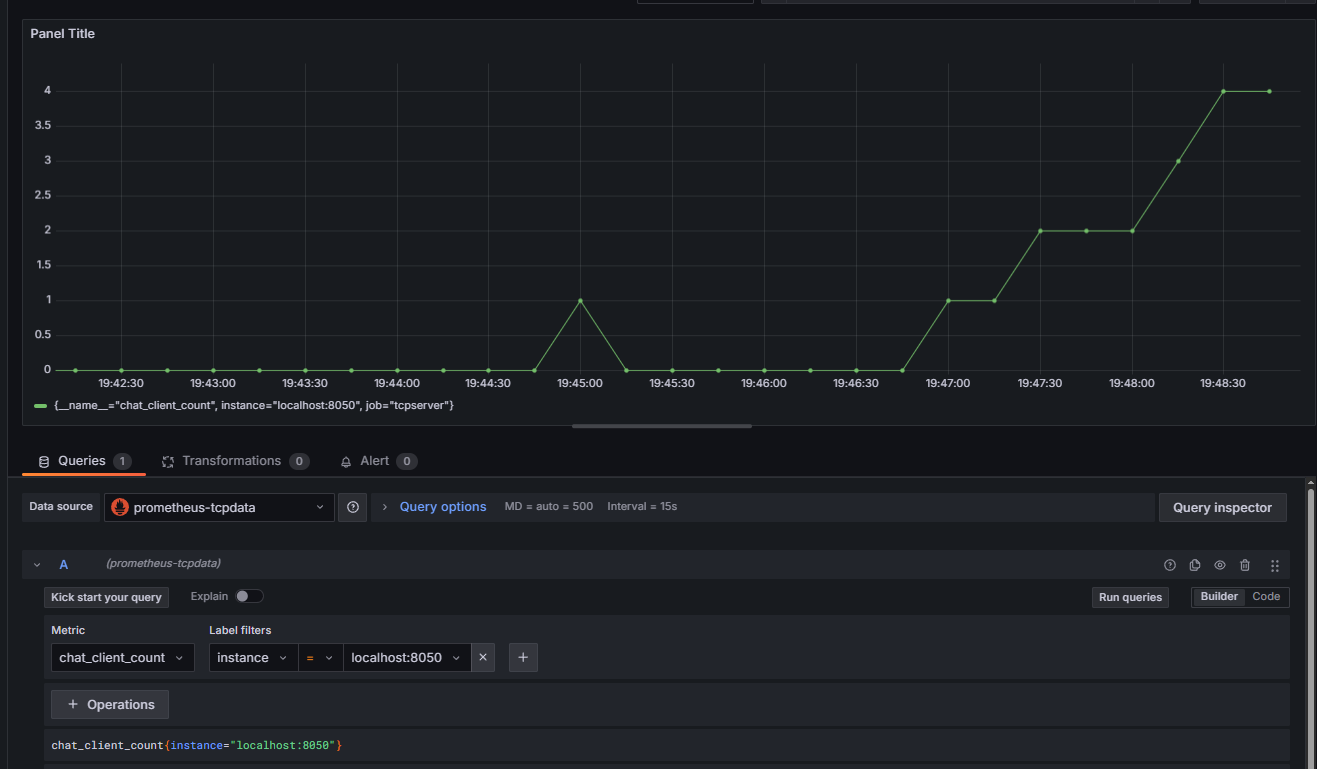 Panel Title
4
3.5
3
2.5
2
1.5
1
0.5
0
19:42:30 19:43:00 19:43:30 19:44:00 19:44:30 19:45:00 19:45:30 19:46:00 19:46:30 19:47:00 19:47:30 19:48:00 19:48:30
{__name__="chat_client_count", instance="localhost:8050", job="tcpserver"}
Queries 1 Transformations 0 Alert 0
Data source prometheus-tcpdata Query options MD = auto = 500 Interval = 15s Query inspector
A (prometheus-tcpdata)
Kick start your query Explain Run queries Builder Code
Metric Label filters
chat_client_count instance = localhost:8050
+ Operations
chat_client_count{instance="localhost:8050"}